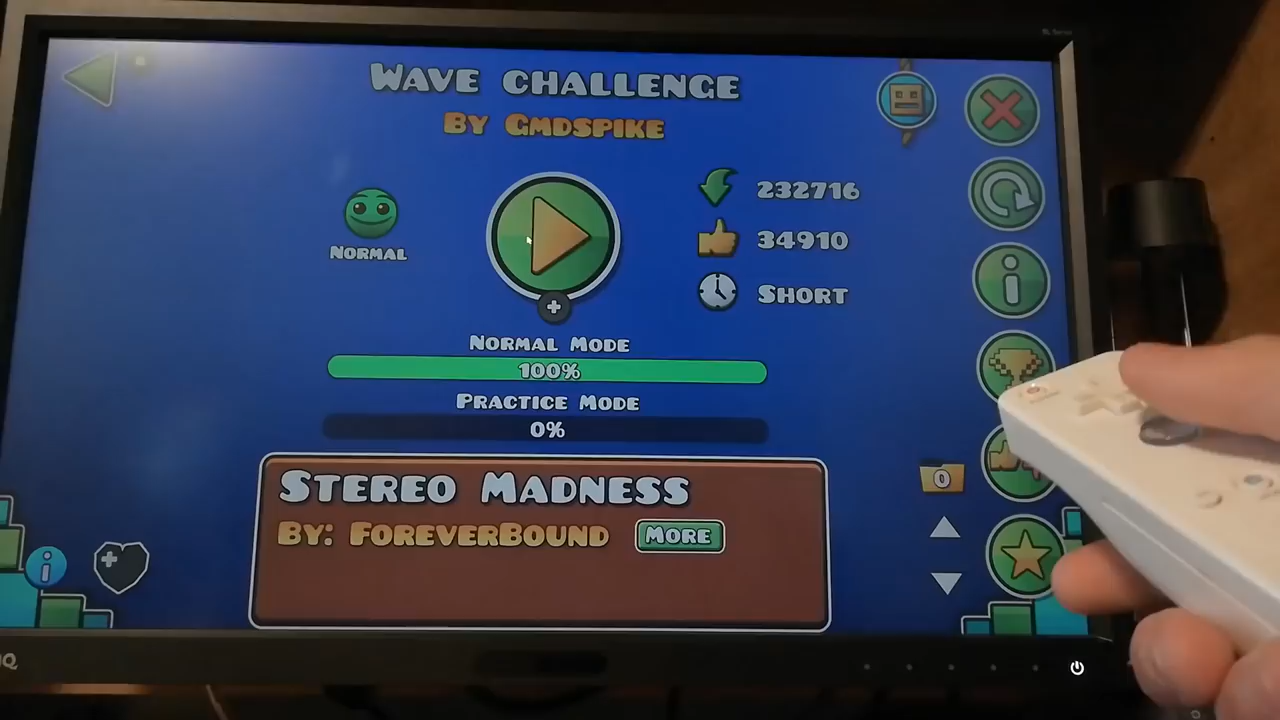 WAVE CHALLENGE
BY GMDSPIKE
232716
NORMAL
34910
SHORT
NORMAL MODE
100%
PRACTICE MODE
0%
0
STEREO MADNESS
BY: FOREVERBOUND MORE